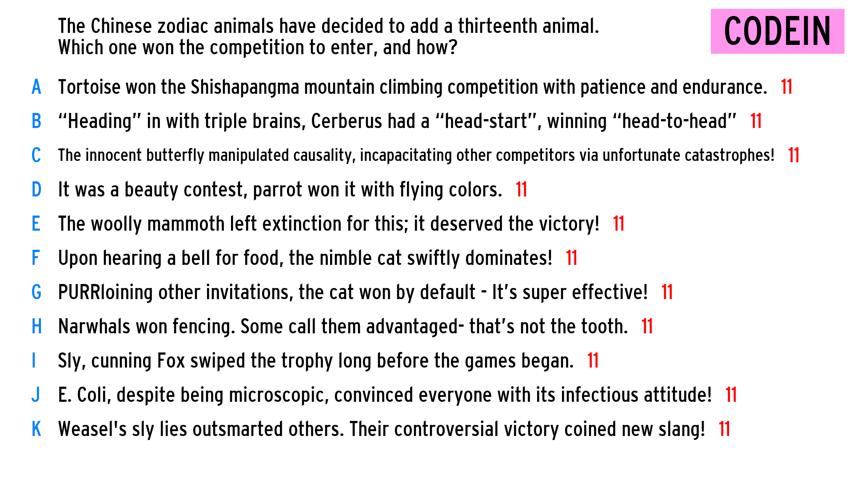 The Chinese zodiac animals have decided to add a thirteenth animal.
Which one won the competition to enter, and how?
CODEIN
A Tortoise won the Shishapangma mountain climbing competition with patience and endurance. 11
B “Heading” in with triple brains, Cerberus had a “head-start”, winning “head-to-head” 11
C The innocent butterfly manipulated causality, incapacitating other competitors via unfortunate catastrophes! 11
D It was a beauty contest, parrot won it with flying colors. 11
E The woolly mammoth left extinction for this; it deserved the victory! 11
F Upon hearing a bell for food, the nimble cat swiftly dominates! 11
G PURRloining other invitations, the cat won by default - It’s super effective! 11
H Narwhals won fencing. Some call them advantaged- that’s not the tooth. 11
I Sly, cunning Fox swiped the trophy long before the games began. 11
J E. Coli, despite being microscopic, convinced everyone with its infectious attitude! 11
K Weasel's sly lies outsmarted others. Their controversial victory coined new slang! 11